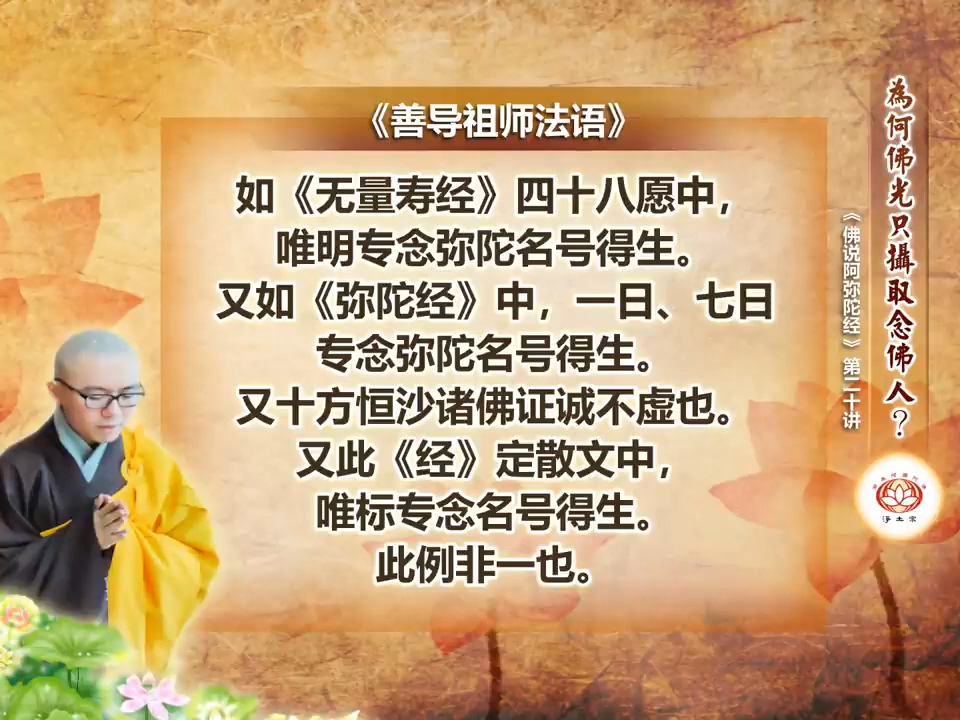 《善导祖师法语》
如《无量寿经》四十八愿中，
唯明专念弥陀名号得生。
又如《弥陀经》中，一日、七日
专念弥陀名号得生。
又十方恒沙诸佛证诚不虚也。
又此《经》定散文中，
唯标专念名号得生。
此例非一也。
為何佛光只攝取念佛人？
《佛说阿弥陀经》第二十讲
净土宗